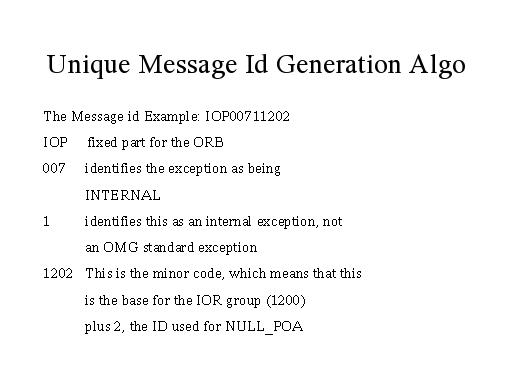 Unique Message Id Generation Algo
The Message id Example: IOP00711202
IOP fixed part for the ORB
007 identifies the exception as being
INTERNAL
1 identifies this as an internal exception, not
an OMG standard exception
1202 This is the minor code, which means that this
is the base for the IOR group (1200)
plus 2, the ID used for NULL_POA